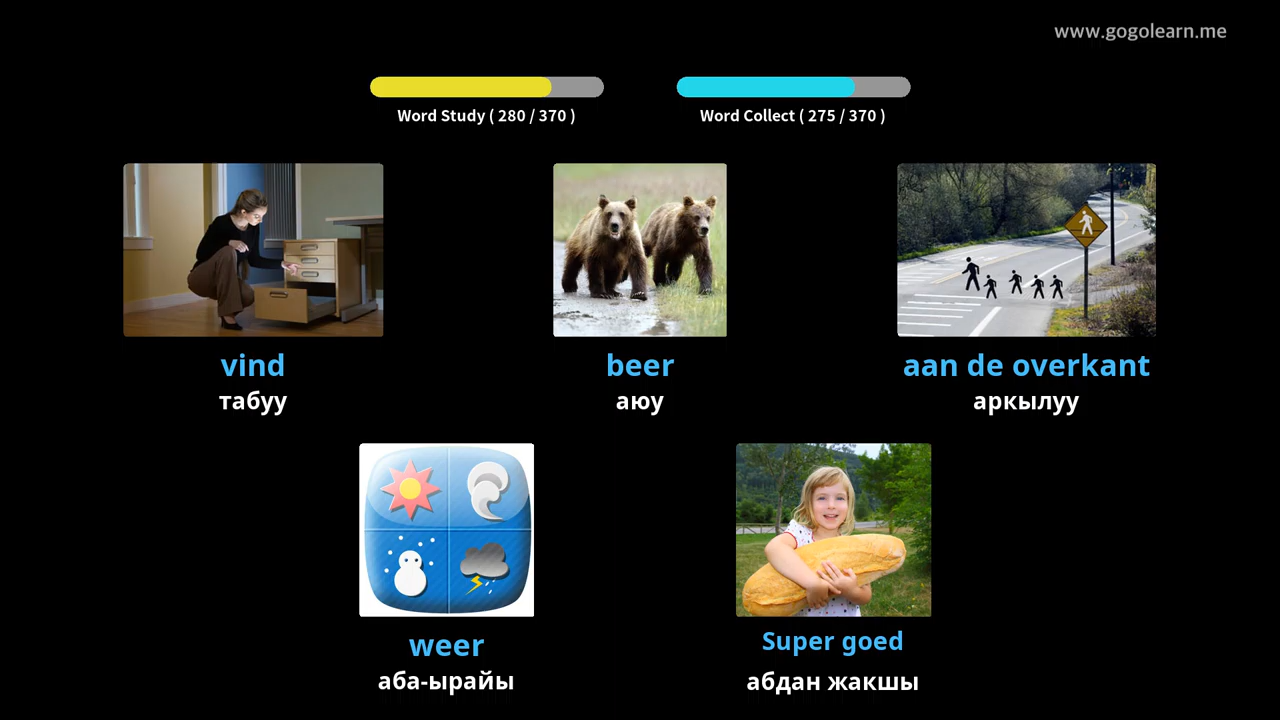 www.gogolearn.me
Word Study ( 280 / 370 )
Word Collect ( 275 / 370 )
vind
табуу
beer
аюу
aan de overkant
аркылуу
weer
аба-ырайы
Super goed
абдан жакшы